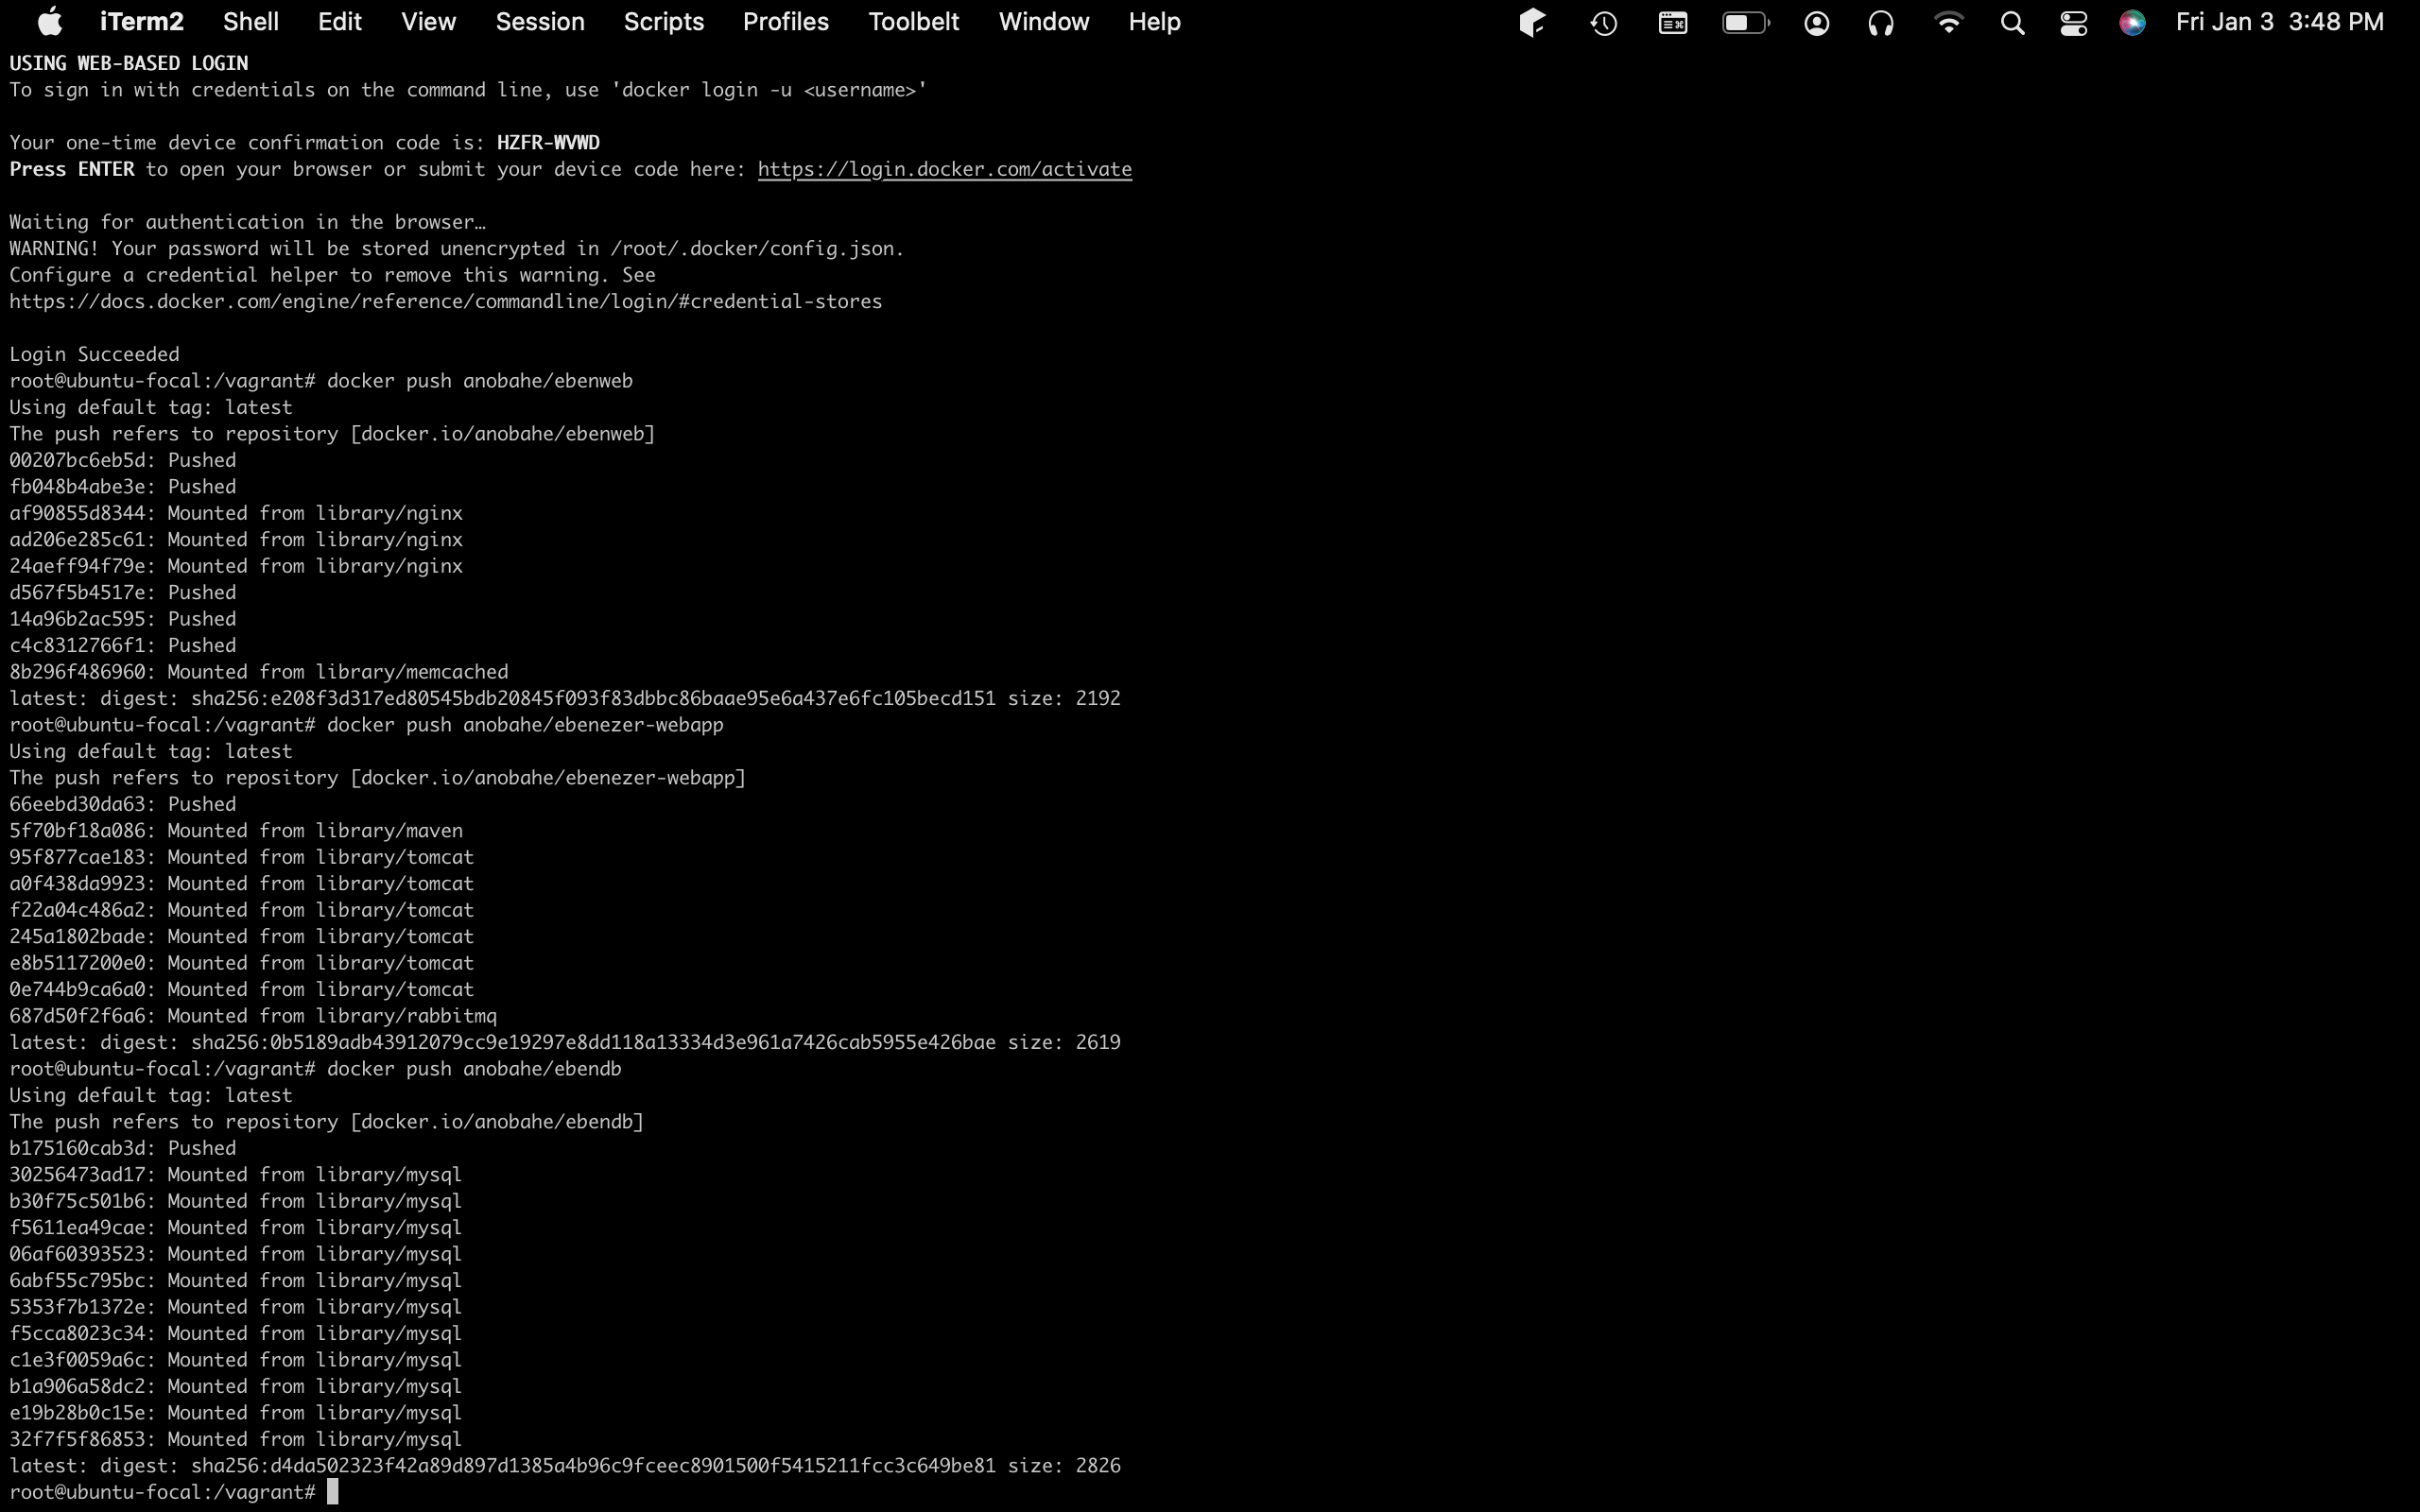 iTerm2 Shell Edit View Session Scripts Profiles Toolbelt Window Help Fri Jan 3 3:48 PM
USING WEB-BASED LOGIN
To sign in with credentials on the command line, use 'docker login -u <username>'
Your one-time device confirmation code is: HZFR-WVWD
Press ENTER to open your browser or submit your device code here: https://login.docker.com/activate
Waiting for authentication in the browser…
WARNING! Your password will be stored unencrypted in /root/.docker/config.json.
Configure a credential helper to remove this warning. See
https://docs.docker.com/engine/reference/commandline/login/#credential-stores
Login Succeeded
root@ubuntu-focal:/vagrant# docker push anobahe/ebenweb
Using default tag: latest
The push refers to repository [docker.io/anobahe/ebenweb]
00207bc6eb5d: Pushed
fb048b4abe3e: Pushed
af90855d8344: Mounted from library/nginx
ad206e285c61: Mounted from library/nginx
24aeff94f79e: Mounted from library/nginx
d567f5b4517e: Pushed
14a96b2ac595: Pushed
c4c8312766f1: Pushed
8b296f486960: Mounted from library/memcached
latest: digest: sha256:e208f3d317ed80545bdb20845f093f83dbbc86baae95e6a437e6fc105becd151 size: 2192
root@ubuntu-focal:/vagrant# docker push anobahe/ebenezer-webapp
Using default tag: latest
The push refers to repository [docker.io/anobahe/ebenezer-webapp]
66eebd30da63: Pushed
5f70bf18a086: Mounted from library/maven
95f877cae183: Mounted from library/tomcat
a0f438da9923: Mounted from library/tomcat
f22a04c486a2: Mounted from library/tomcat
245a1802bade: Mounted from library/tomcat
e8b5117200e0: Mounted from library/tomcat
0e744b9ca6a0: Mounted from library/tomcat
687d50f2f6a6: Mounted from library/rabbitmq
latest: digest: sha256:0b5189adb43912079cc9e19297e8dd118a13334d3e961a7426cab5955e426bae size: 2619
root@ubuntu-focal:/vagrant# docker push anobahe/ebendb
Using default tag: latest
The push refers to repository [docker.io/anobahe/ebendb]
b175160cab3d: Pushed
30256473ad17: Mounted from library/mysql
b30f75c501b6: Mounted from library/mysql
f5611ea49cae: Mounted from library/mysql
06af60393523: Mounted from library/mysql
6abf55c795bc: Mounted from library/mysql
5353f7b1372e: Mounted from library/mysql
f5cca8023c34: Mounted from library/mysql
c1e3f0059a6c: Mounted from library/mysql
b1a906a58dc2: Mounted from library/mysql
e19b28b0c15e: Mounted from library/mysql
32f7f5f86853: Mounted from library/mysql
latest: digest: sha256:d4da502323f42a89d897d1385a4b96c9fceec8901500f5415211fcc3c649be81 size: 2826
root@ubuntu-focal:/vagrant#